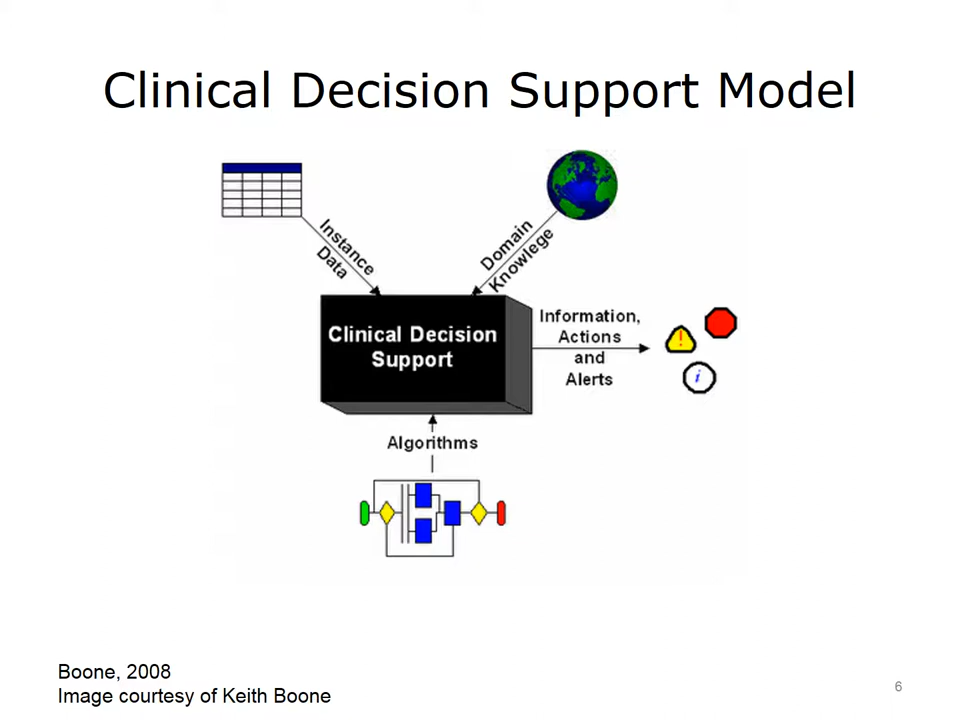 Clinical Decision Support Model
Instance
Data
Domain
Knowlege
Clinical Decision
Support
Information,
Actions
and
Alerts
!
i
Algorithms
Boone, 2008
Image courtesy of Keith Boone
6